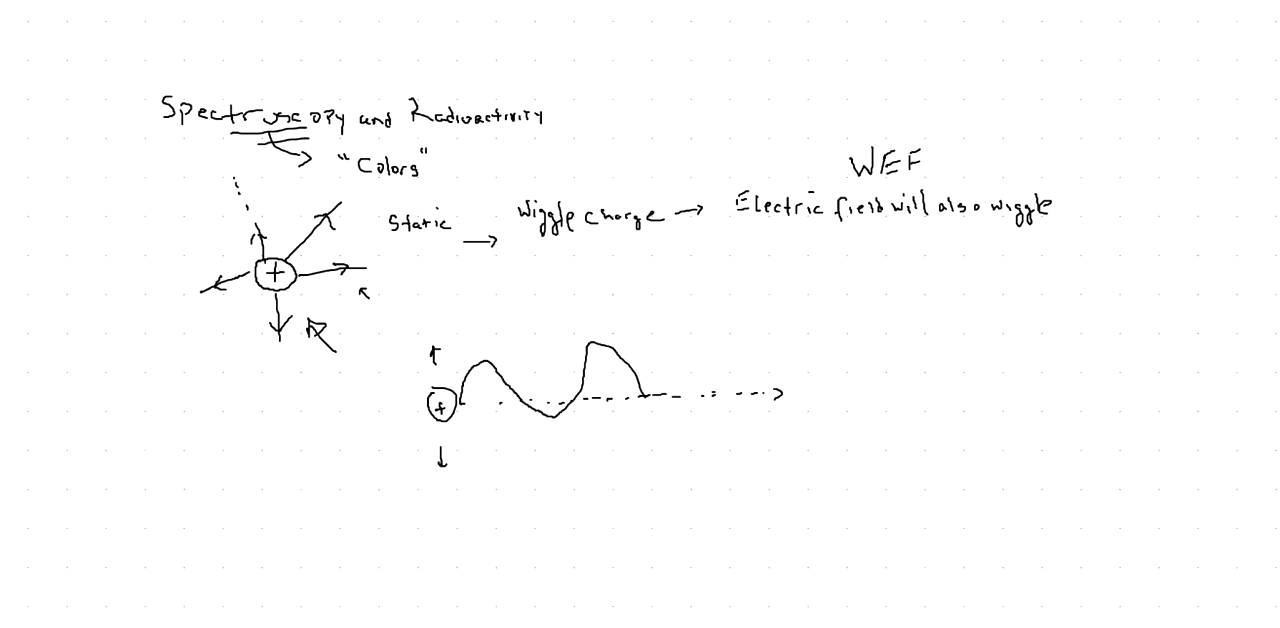 Spectroscopy and Radioactivity
"Colors"
WEF
Static → Wiggle charge → Electric field will also wiggle
+
+